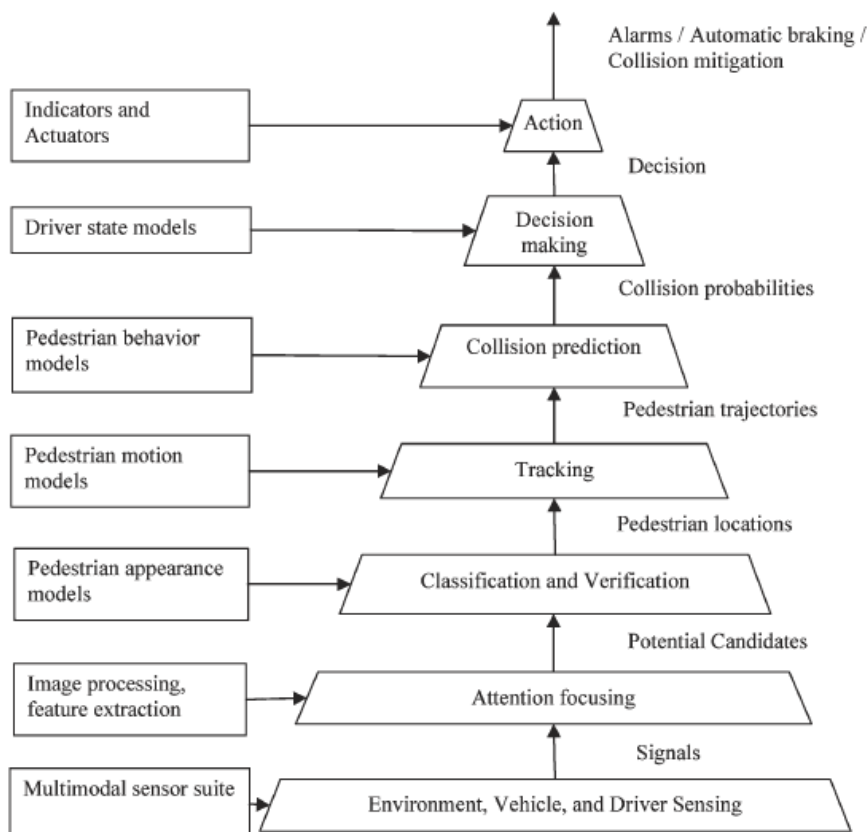 Alarms / Automatic braking /
Collision mitigation
Indicators and
Actuators
Action
Decision
Driver state models
Decision
making
Collision probabilities
Pedestrian behavior
models
Collision prediction
Pedestrian trajectories
Pedestrian motion
models
Tracking
Pedestrian locations
Pedestrian appearance
models
Classification and Verification
Potential Candidates
Image processing,
feature extraction
Attention focusing
Signals
Multimodal sensor suite
Environment, Vehicle, and Driver Sensing